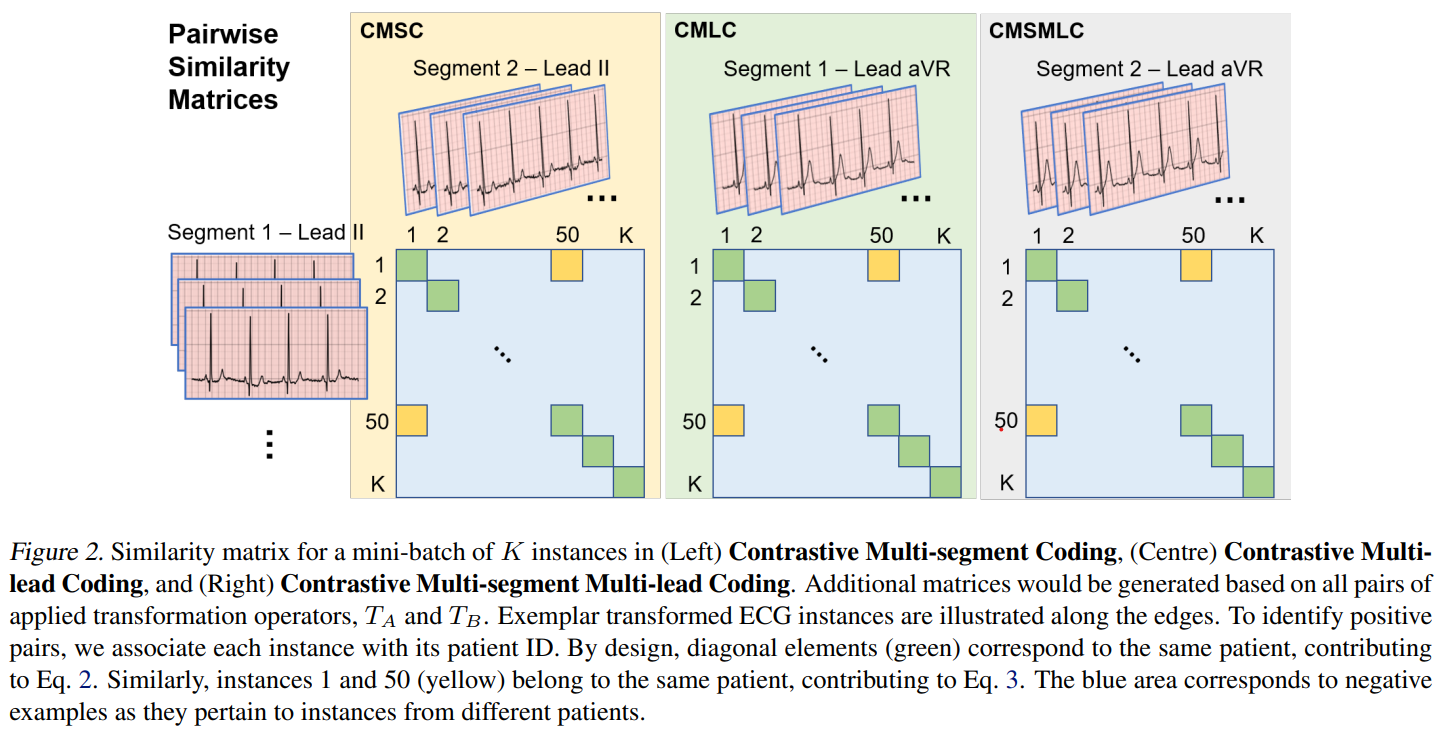 Pairwise
Similarity
Matrices
CMSC
Segment 2 – Lead II
...
CMLC
Segment 1 – Lead aVR
...
CMSMLC
Segment 2 – Lead aVR
...
Segment 1 – Lead II
1 2 50 K
1
2
50
K
1 2 50 K
1
2
50
K
1 2 50 K
1
2
50
K
Figure 2. Similarity matrix for a mini-batch of K instances in (Left) Contrastive Multi-segment Coding, (Centre) Contrastive Multi-
lead Coding, and (Right) Contrastive Multi-segment Multi-lead Coding. Additional matrices would be generated based on all pairs of
applied transformation operators, T_A and T_B. Exemplar transformed ECG instances are illustrated along the edges. To identify positive
pairs, we associate each instance with its patient ID. By design, diagonal elements (green) correspond to the same patient, contributing
to Eq. 2. Similarly, instances 1 and 50 (yellow) belong to the same patient, contributing to Eq. 3. The blue area corresponds to negative
examples as they pertain to instances from different patients.